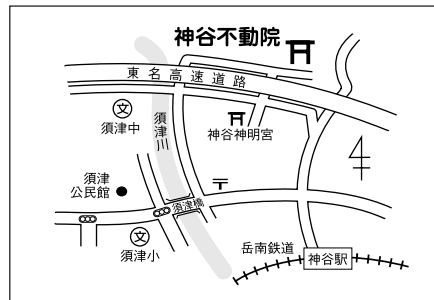 神谷不動院
東名高速道路
文
須津中
須津川
神谷神明宮
須津
公民館
〒
須津橋
文
須津小
岳南鉄道
神谷駅